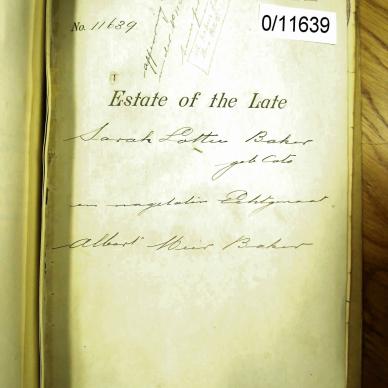 0/11639
No. 11639
Estate of the Late
Sarah Lottie Baker
geb Cato
en nagelaten Echtgenoot
Albert Weir Baker